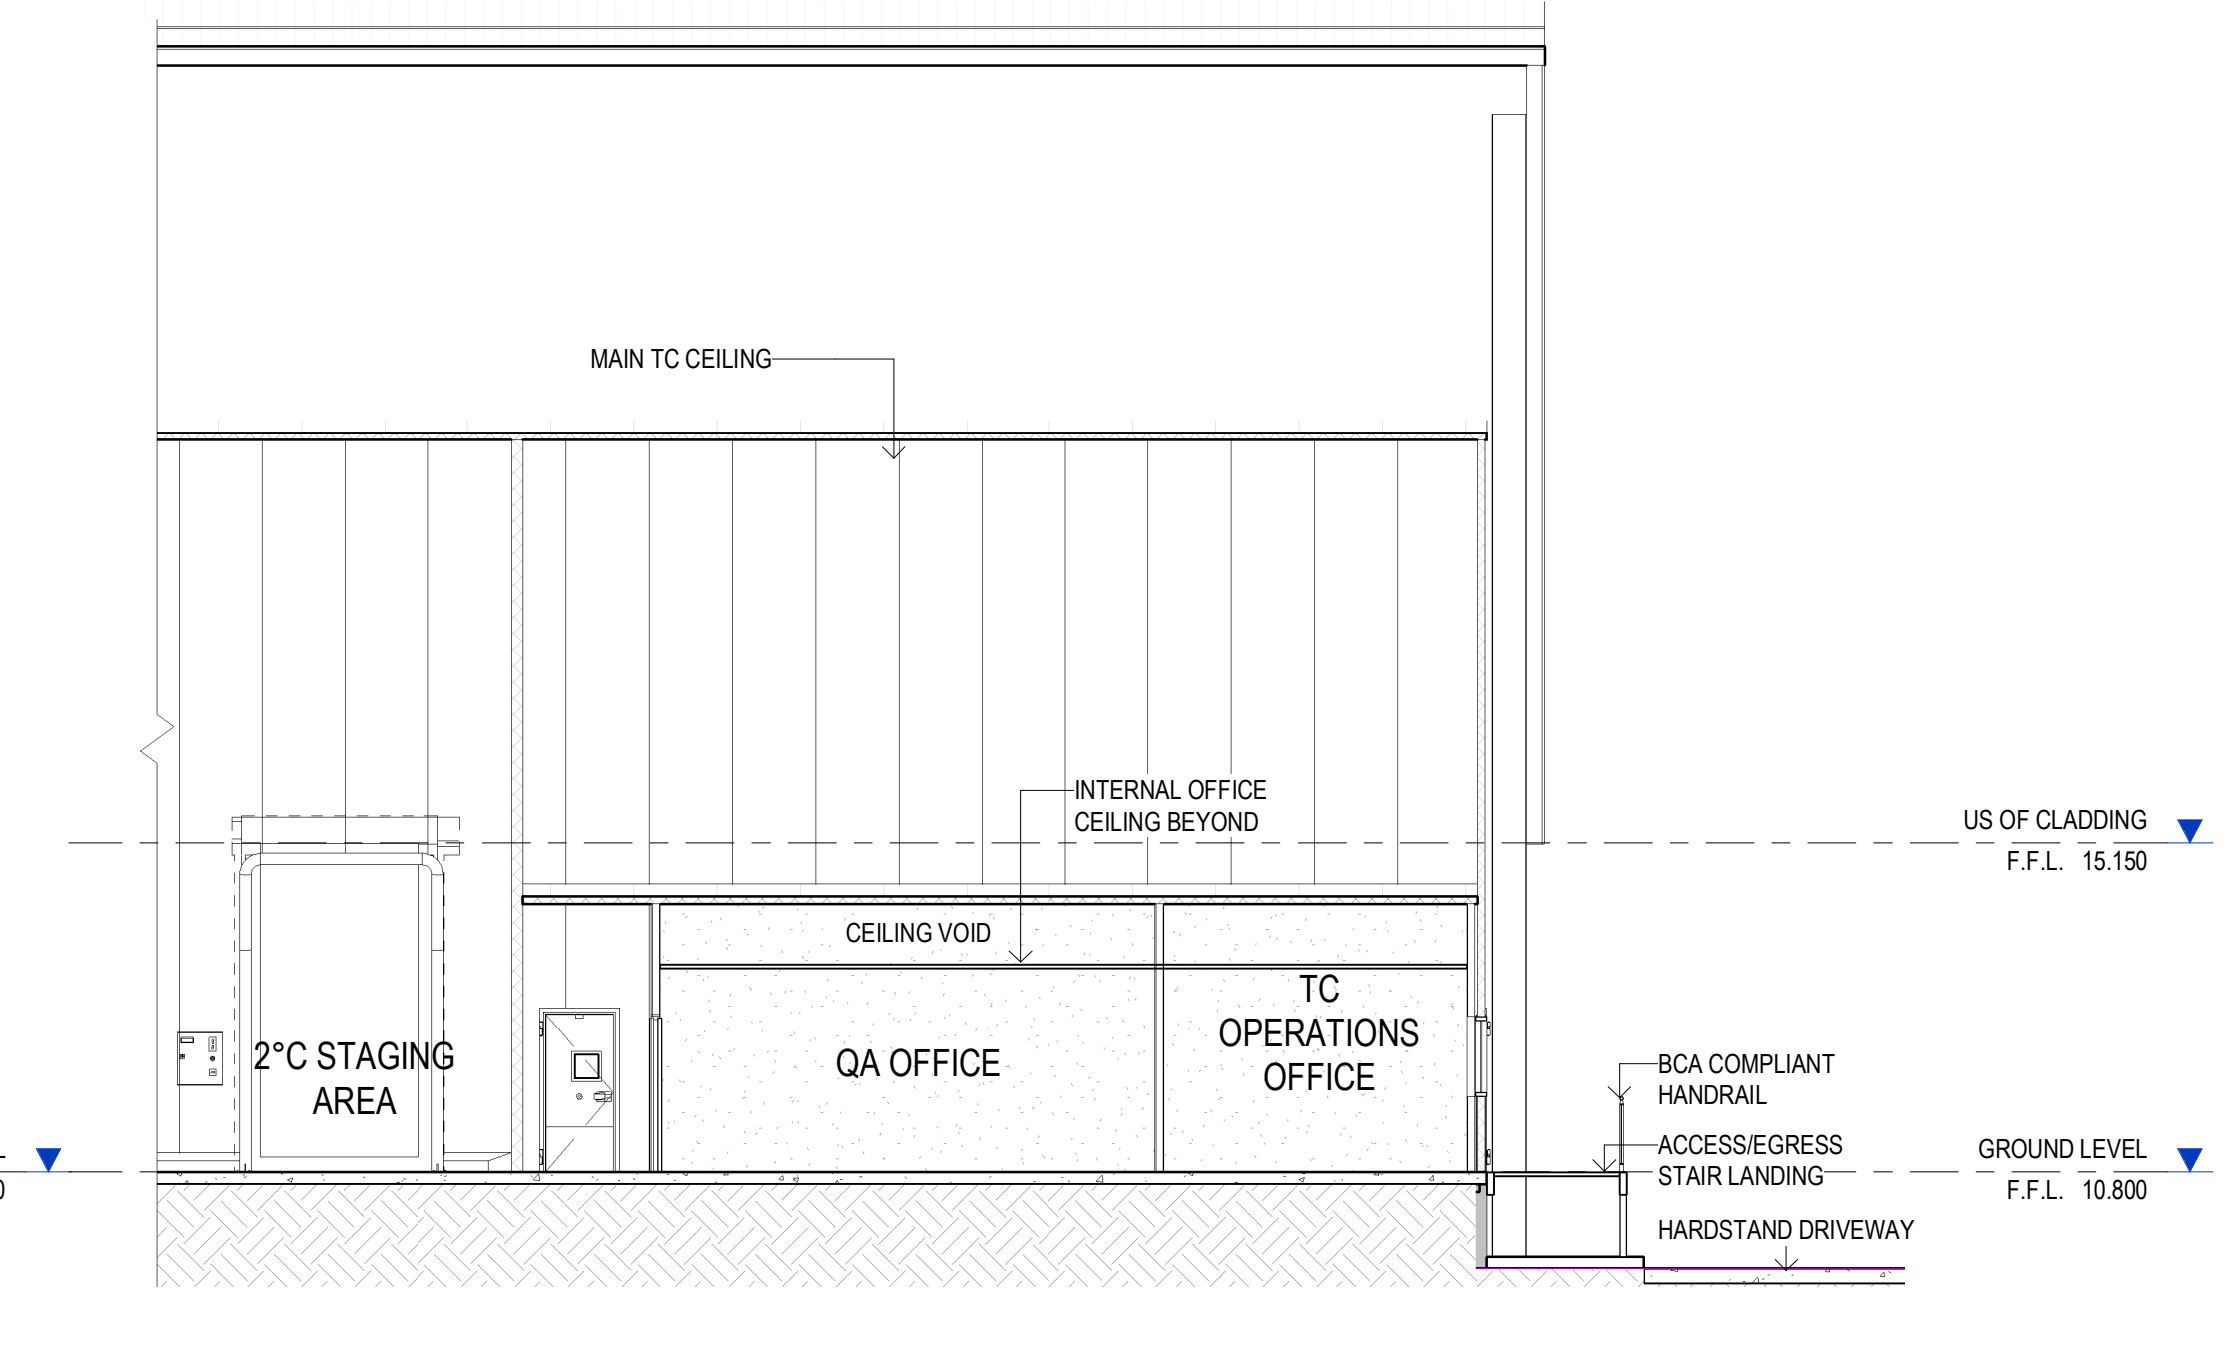 MAIN TC CEILING
INTERNAL OFFICE
CEILING BEYOND
US OF CLADDING
F.F.L. 15.150
CEILING VOID
TC
OPERATIONS
OFFICE
QA OFFICE
2°C STAGING
AREA
BCA COMPLIANT
HANDRAIL
ACCESS/EGRESS
STAIR LANDING
GROUND LEVEL
F.F.L. 10.800
HARDSTAND DRIVEWAY